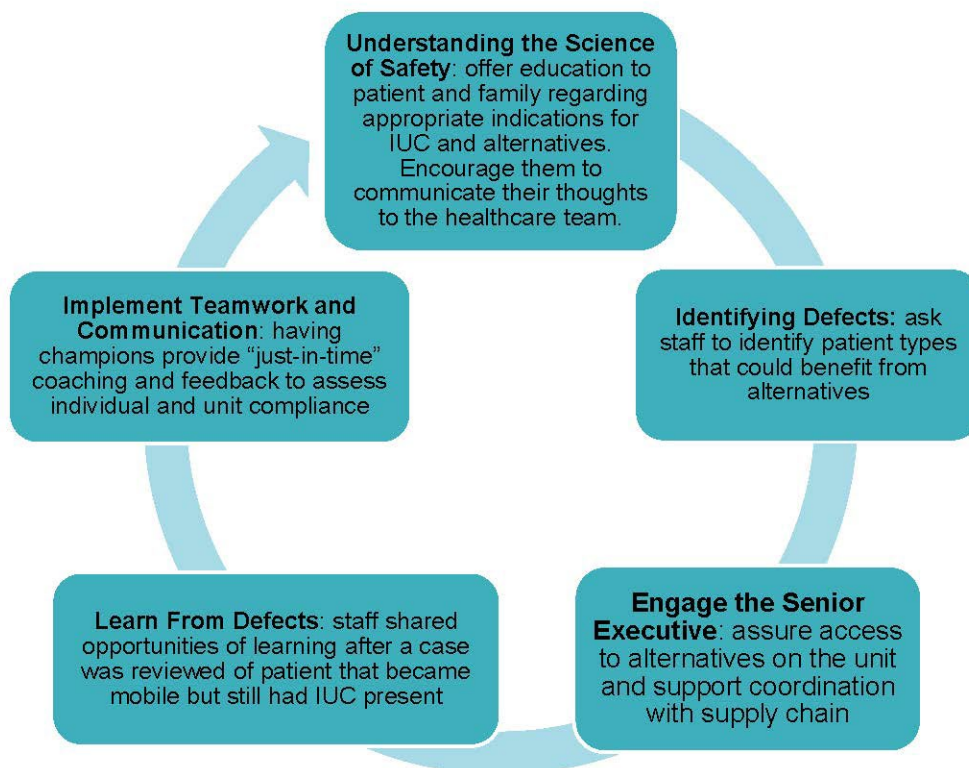 Understanding the Science
of Safety: offer education to
patient and family regarding
appropriate indications for
IUC and alternatives.
Encourage them to
communicate their thoughts
to the healthcare team.
Identifying Defects: ask
staff to identify patient types
that could benefit from
alternatives
Engage the Senior
Executive: assure access
to alternatives on the unit
and support coordination
with supply chain
Learn From Defects: staff shared
opportunities of learning after a case
was reviewed of patient that became
mobile but still had IUC present
Implement Teamwork and
Communication: having
champions provide “just-in-time”
coaching and feedback to assess
individual and unit compliance